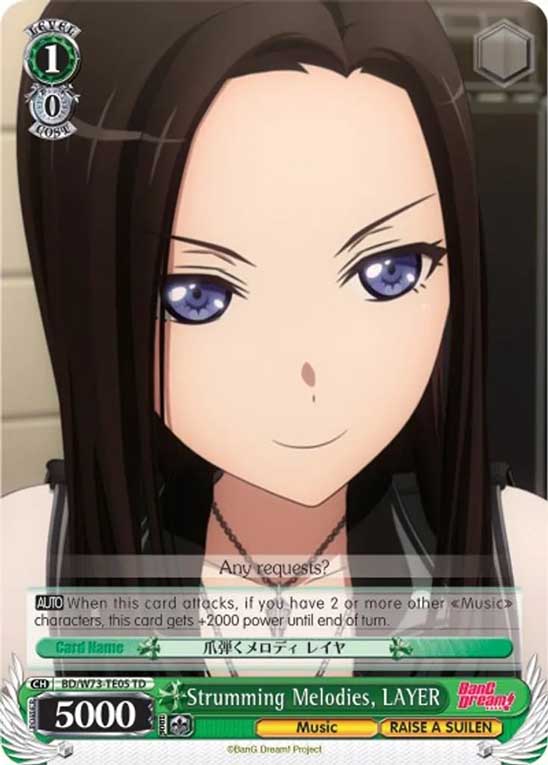 LEVEL
1
0
COST
Any requests?
AUTO When this card attacks, if you have 2 or more other «Music»
characters, this card gets +2000 power until end of turn.
Card Name 爪弾くメロディ レイヤ
CH BD/W73-TE05 TD
Strumming Melodies, LAYER
BanG Dream!
POWER 5000 SOUL
Music RAISE A SUILEN
©BanG Dream! Project